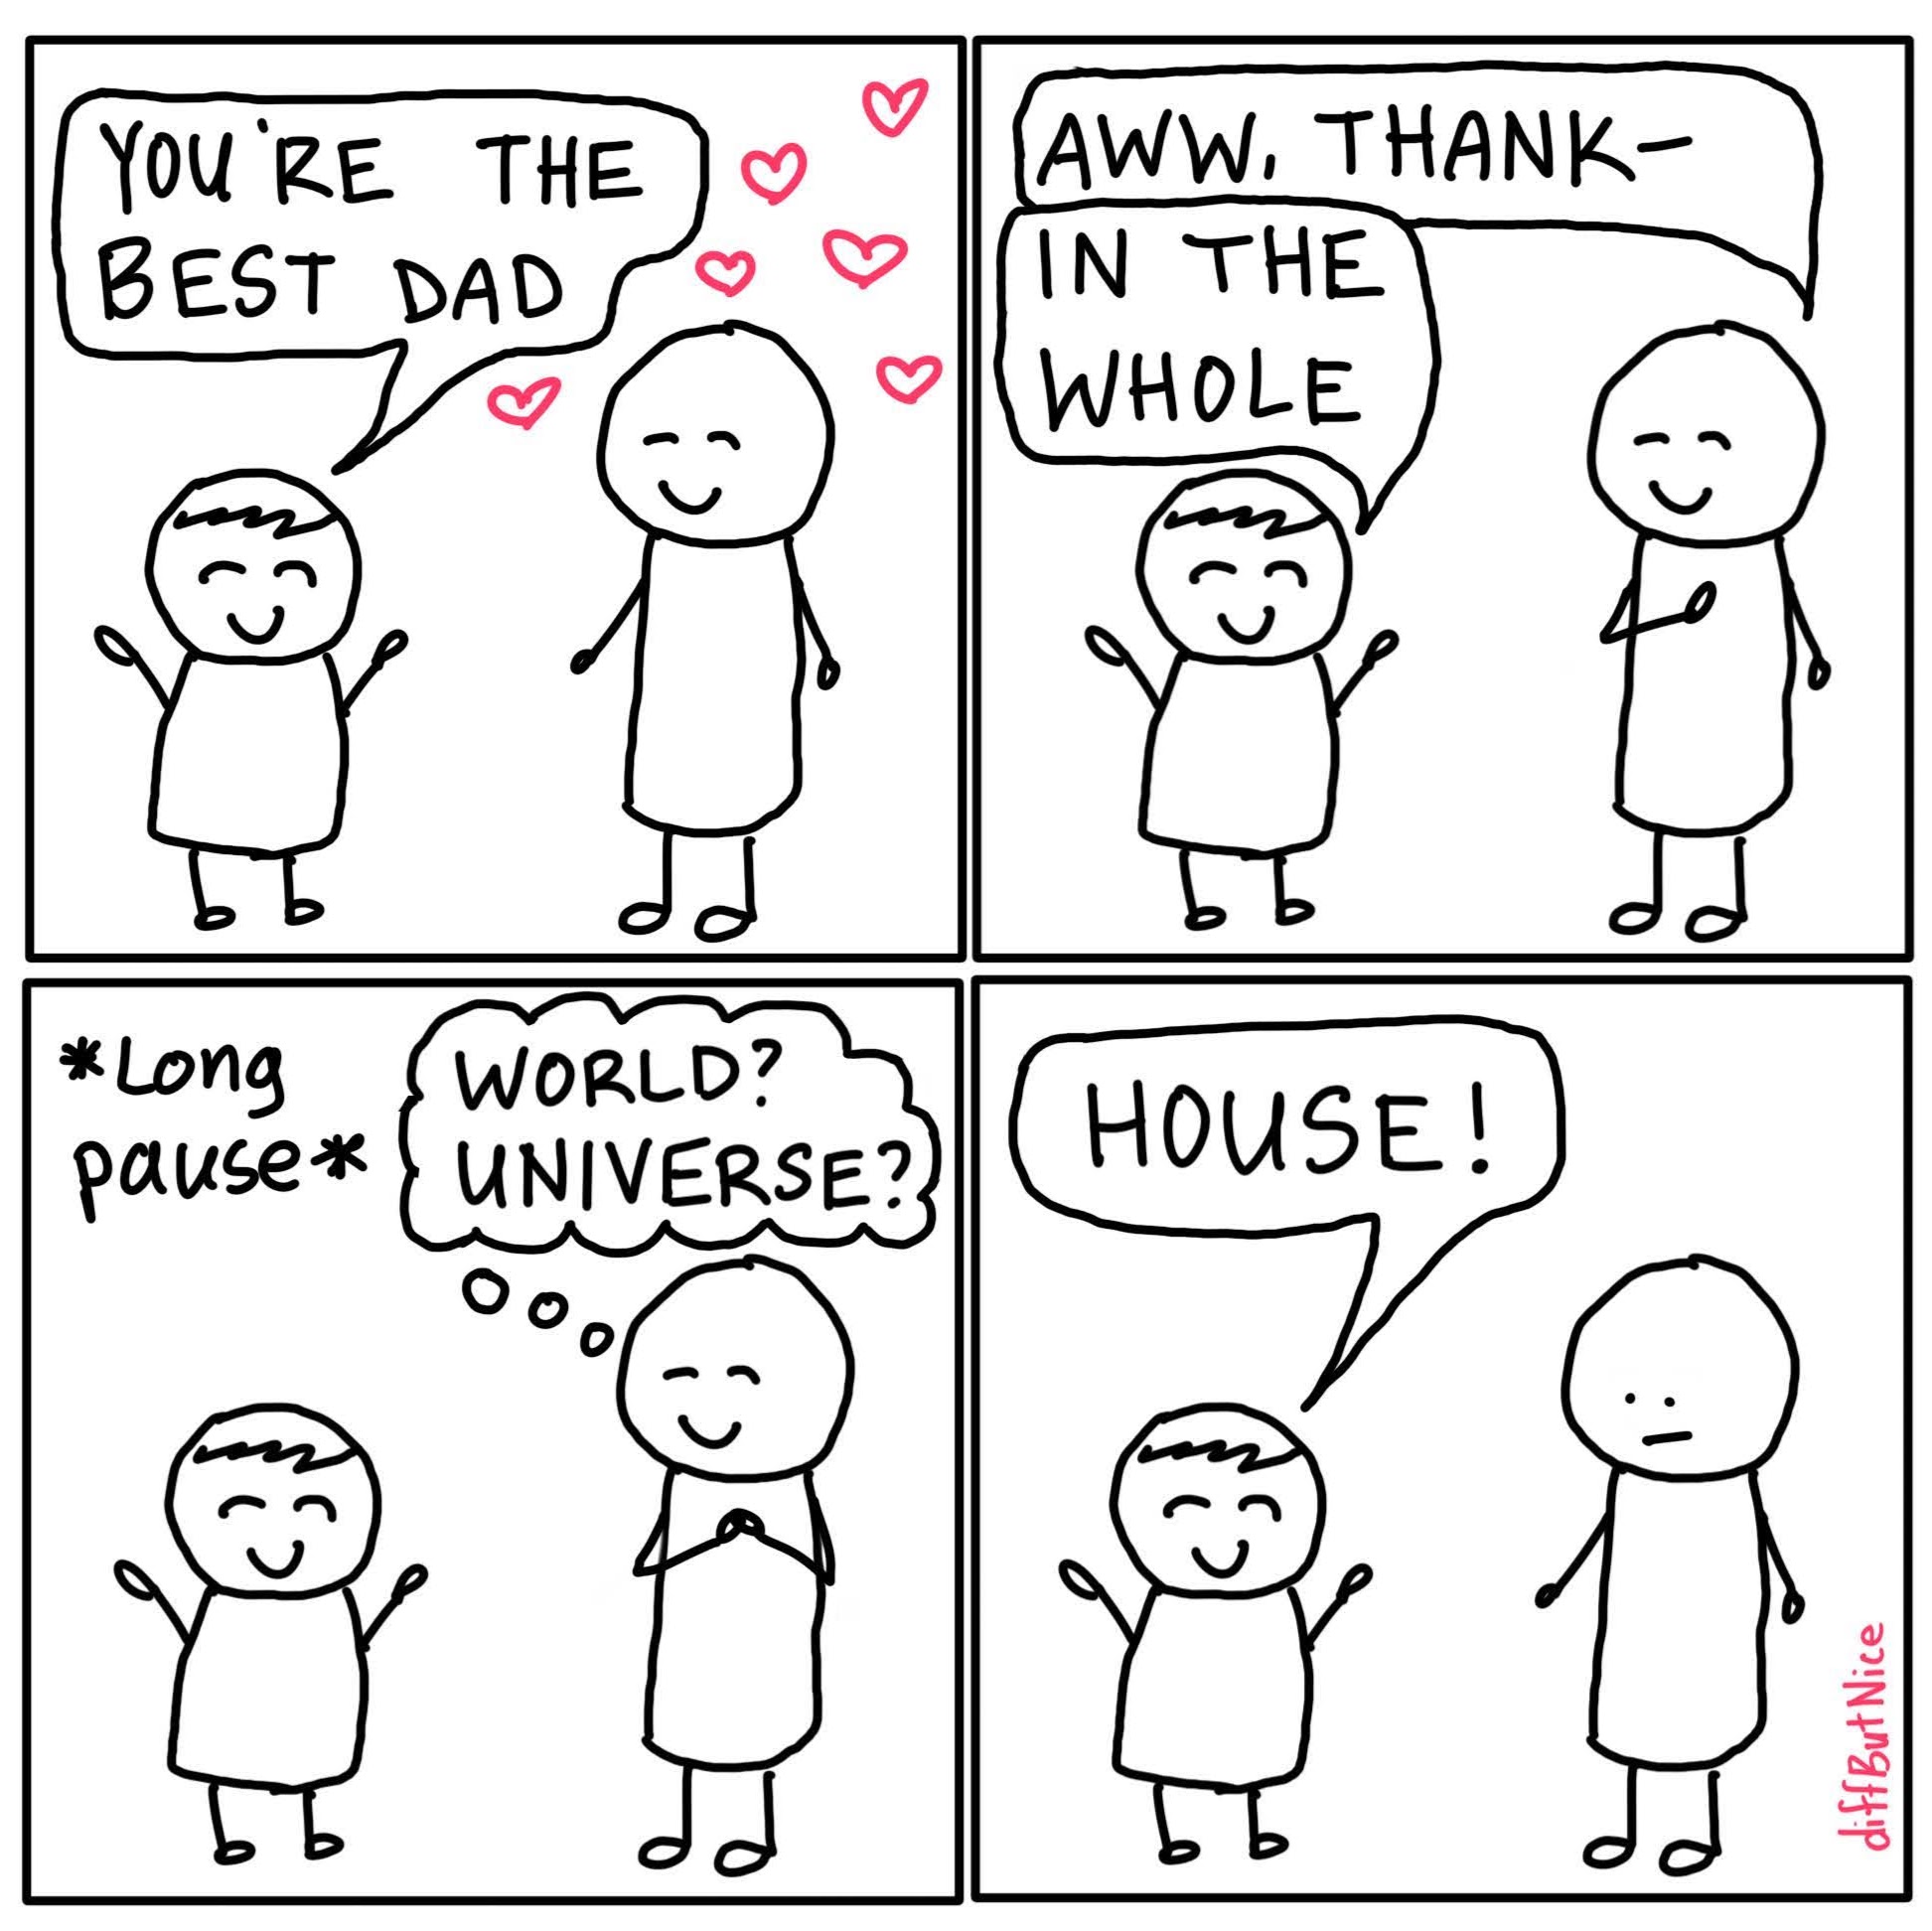 YOU'RE THE
BEST DAD
AWW, THANK-
IN THE
WHOLE
*Long
pause*
WORLD?
UNIVERSE?
HOUSE!
diffButNice